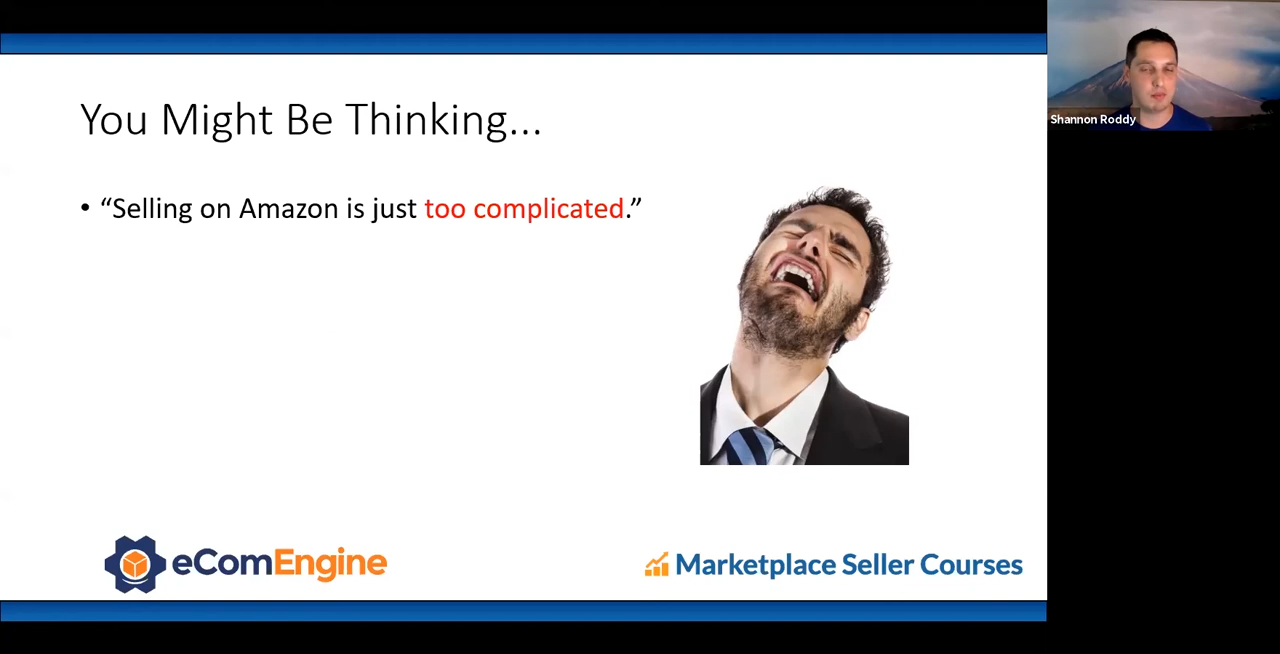 You Might Be Thinking...
• “Selling on Amazon is just too complicated.”
eComEngine
Marketplace Seller Courses
Shannon Roddy